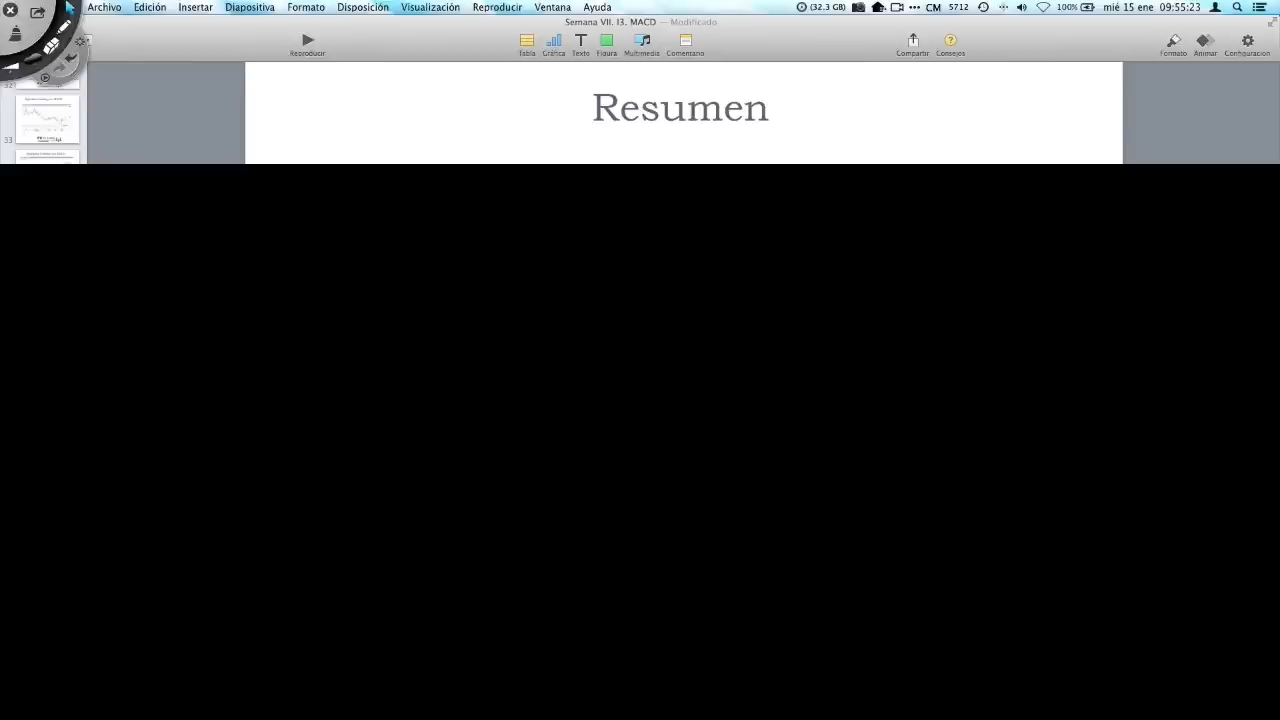 Archivo Edición Insertar Diapositiva Formato Disposición Visualización Reproducir Ventana Ayuda (32.3 GB) CM 5712 100% mié 15 ene 09:55:23
Semana VII. I3. MACD — Modificado
Reproducir Tabla Gráfica Texto Figura Multimedia Comentario Compartir Consejos Formato Animar Configuración
Resumen
32
33